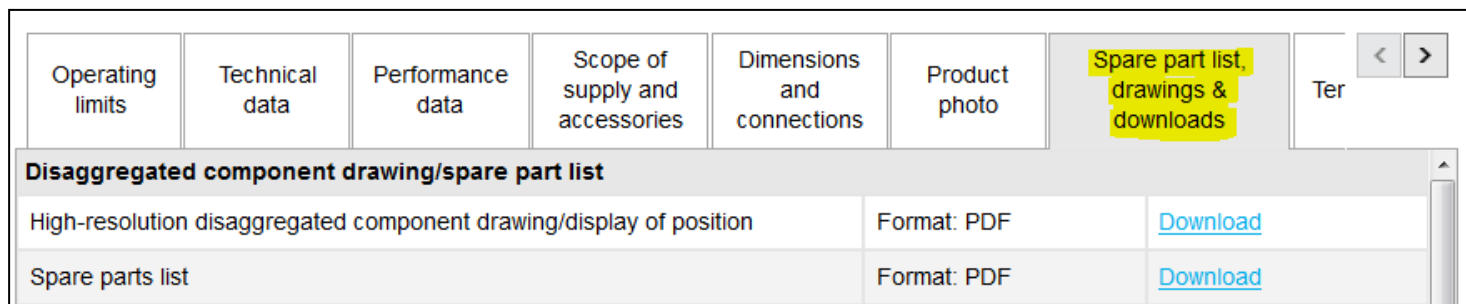 Operating
limits
Technical
data
Performance
data
Scope of
supply and
accessories
Dimensions
and
connections
Product
photo
Spare part list,
drawings &
downloads
Ter
< >
Disaggregated component drawing/spare part list
High-resolution disaggregated component drawing/display of position Format: PDF Download
Spare parts list Format: PDF Download